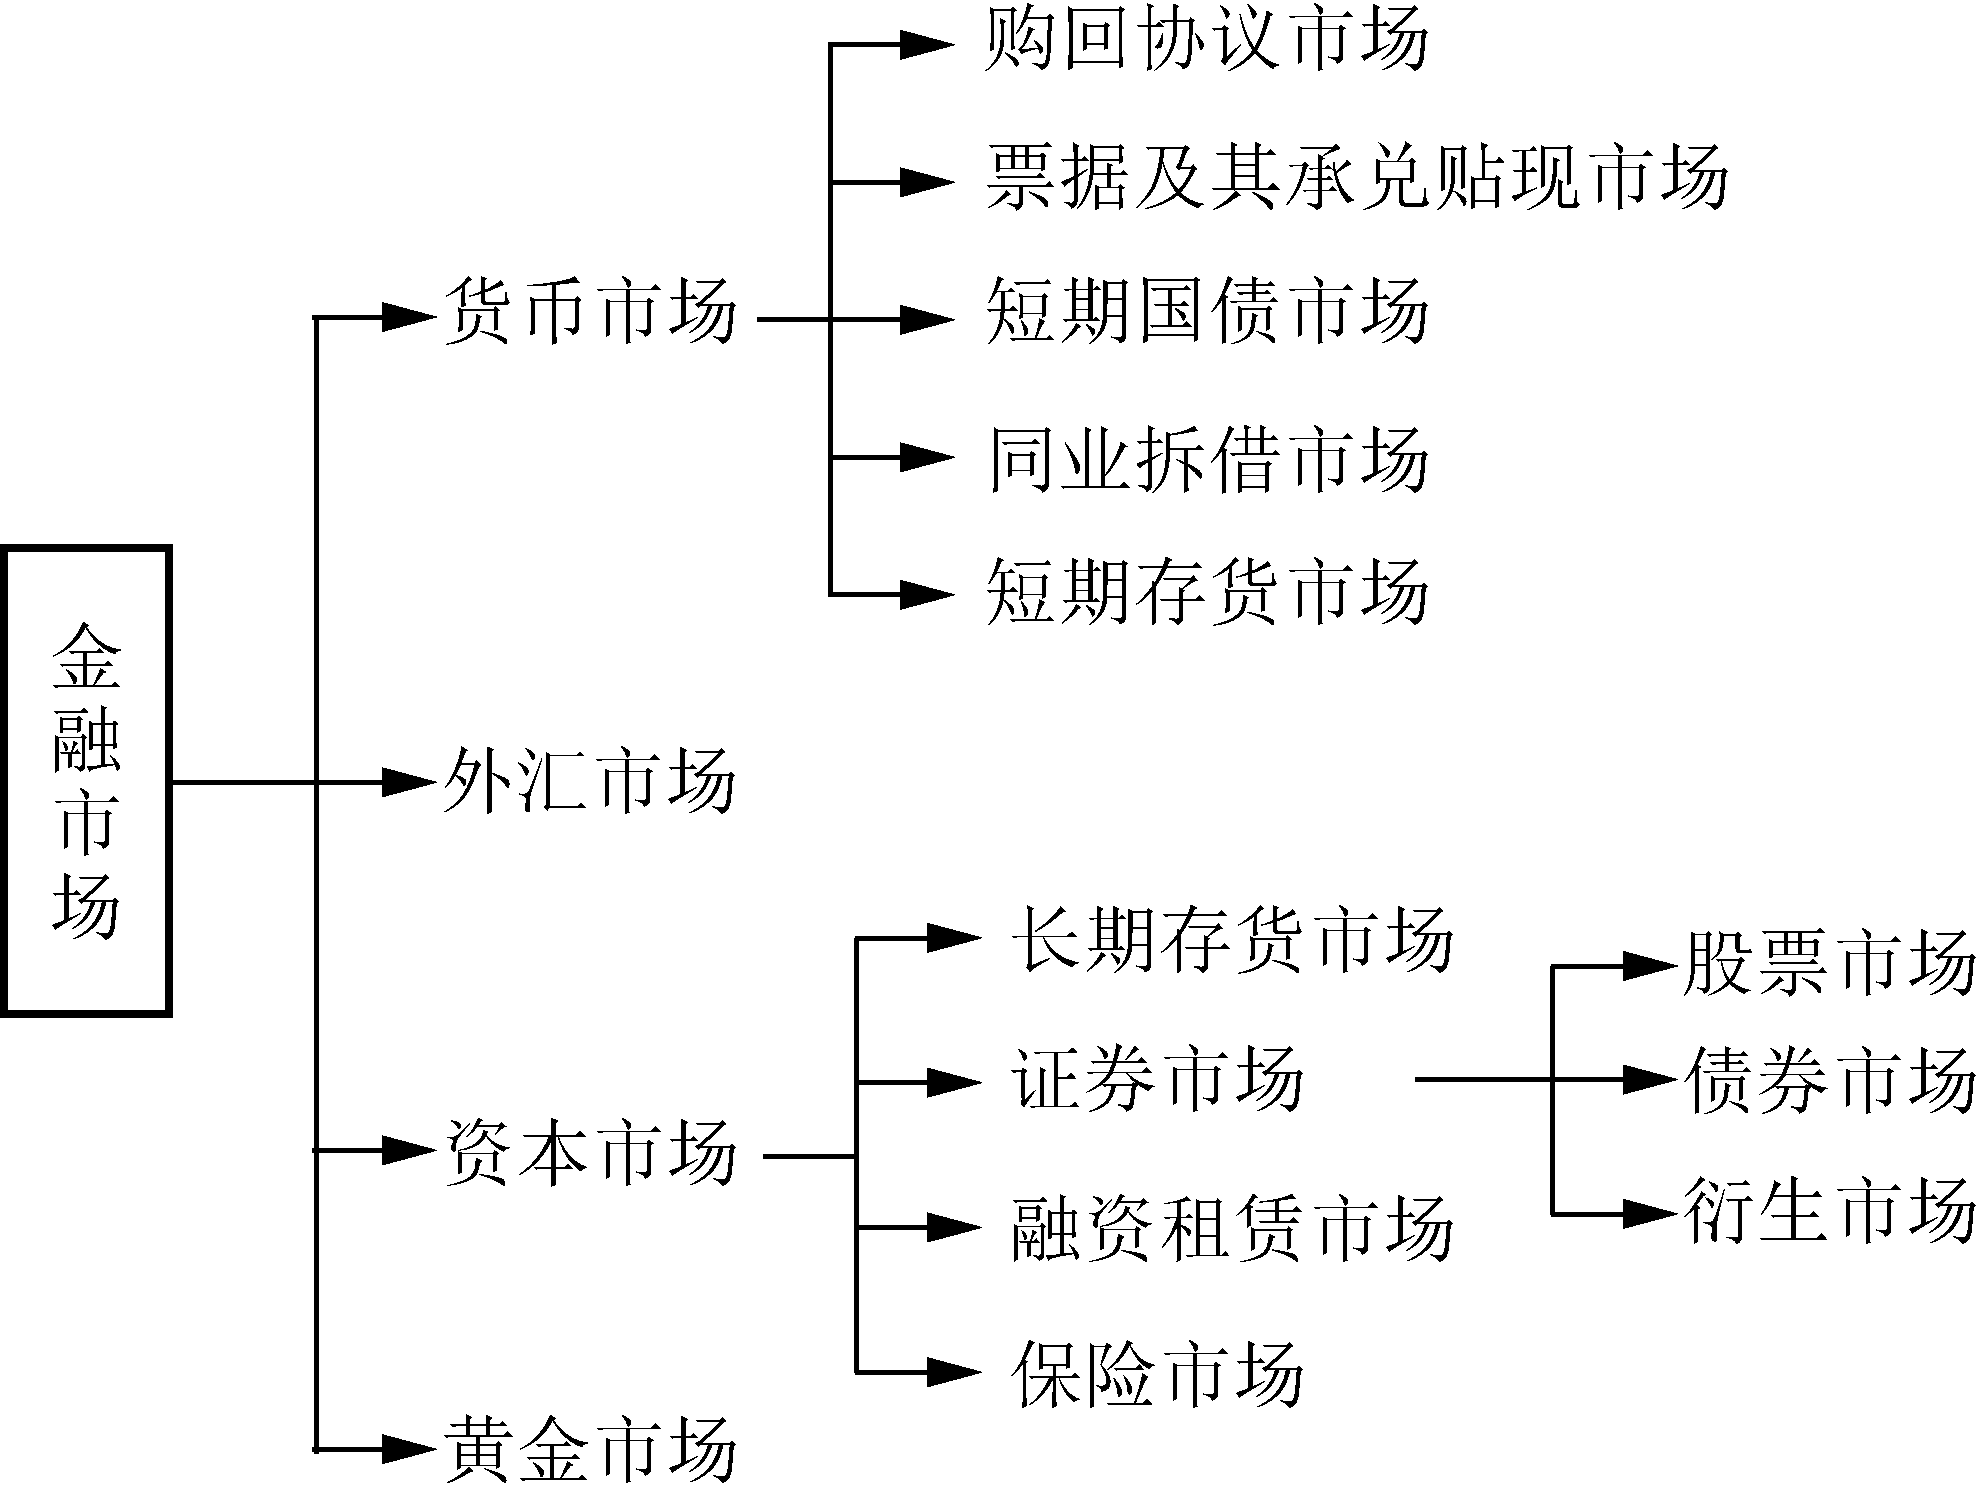 金融市场
货币市场
购回协议市场
票据及其承兑贴现市场
短期国债市场
同业拆借市场
短期存货市场
外汇市场
资本市场
长期存货市场
证券市场
股票市场
债券市场
衍生市场
融资租赁市场
保险市场
黄金市场